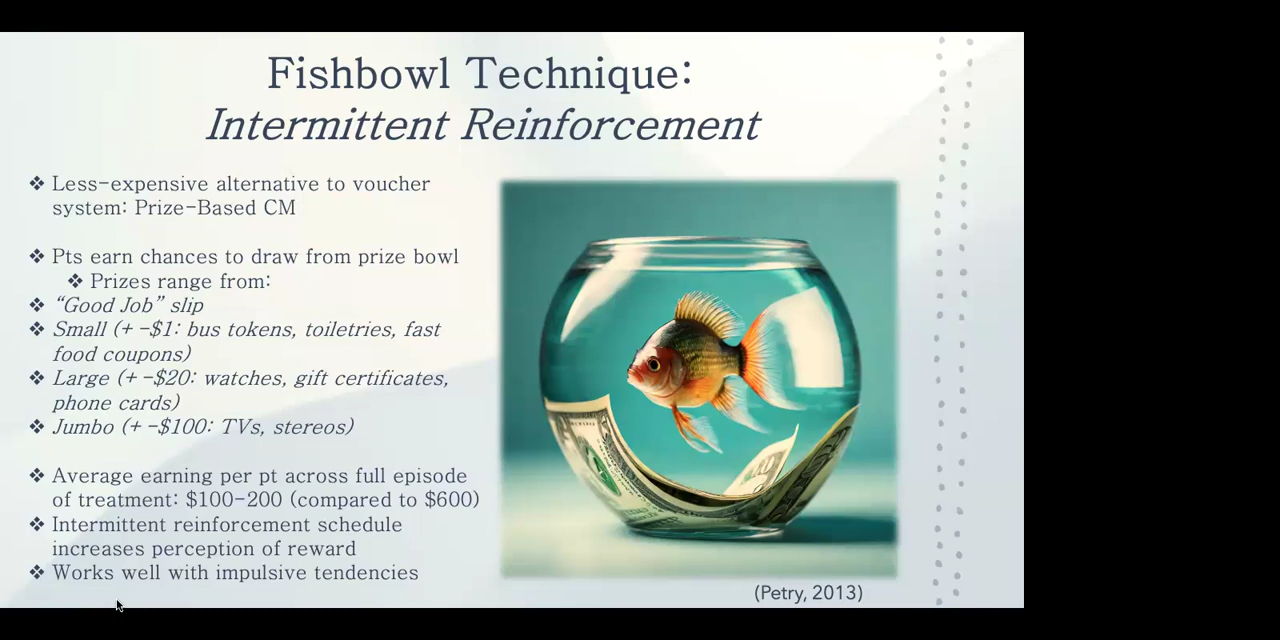 Fishbowl Technique:
Intermittent Reinforcement
❖ Less-expensive alternative to voucher
system: Prize-Based CM
❖ Pts earn chances to draw from prize bowl
❖ Prizes range from:
❖ “Good Job” slip
❖ Small (+ -$1: bus tokens, toiletries, fast
food coupons)
❖ Large (+ -$20: watches, gift certificates,
phone cards)
❖ Jumbo (+ -$100: TVs, stereos)
❖ Average earning per pt across full episode
of treatment: $100-200 (compared to $600)
❖ Intermittent reinforcement schedule
increases perception of reward
❖ Works well with impulsive tendencies
(Petry, 2013)